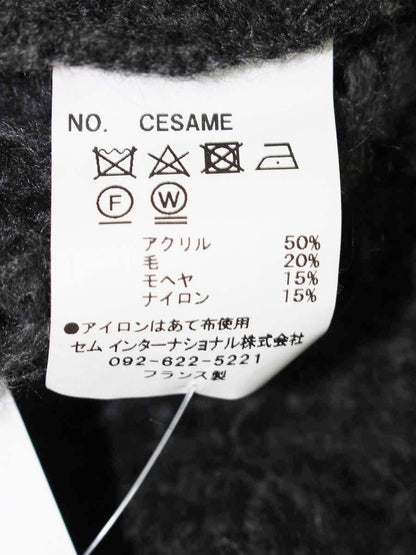 NO. CESAME
F W
アクリル 50%
毛 20%
モヘヤ 15%
ナイロン 15%
●アイロンはあて布使用
セム インターナショナル株式会社
092-622-5221
フランス製